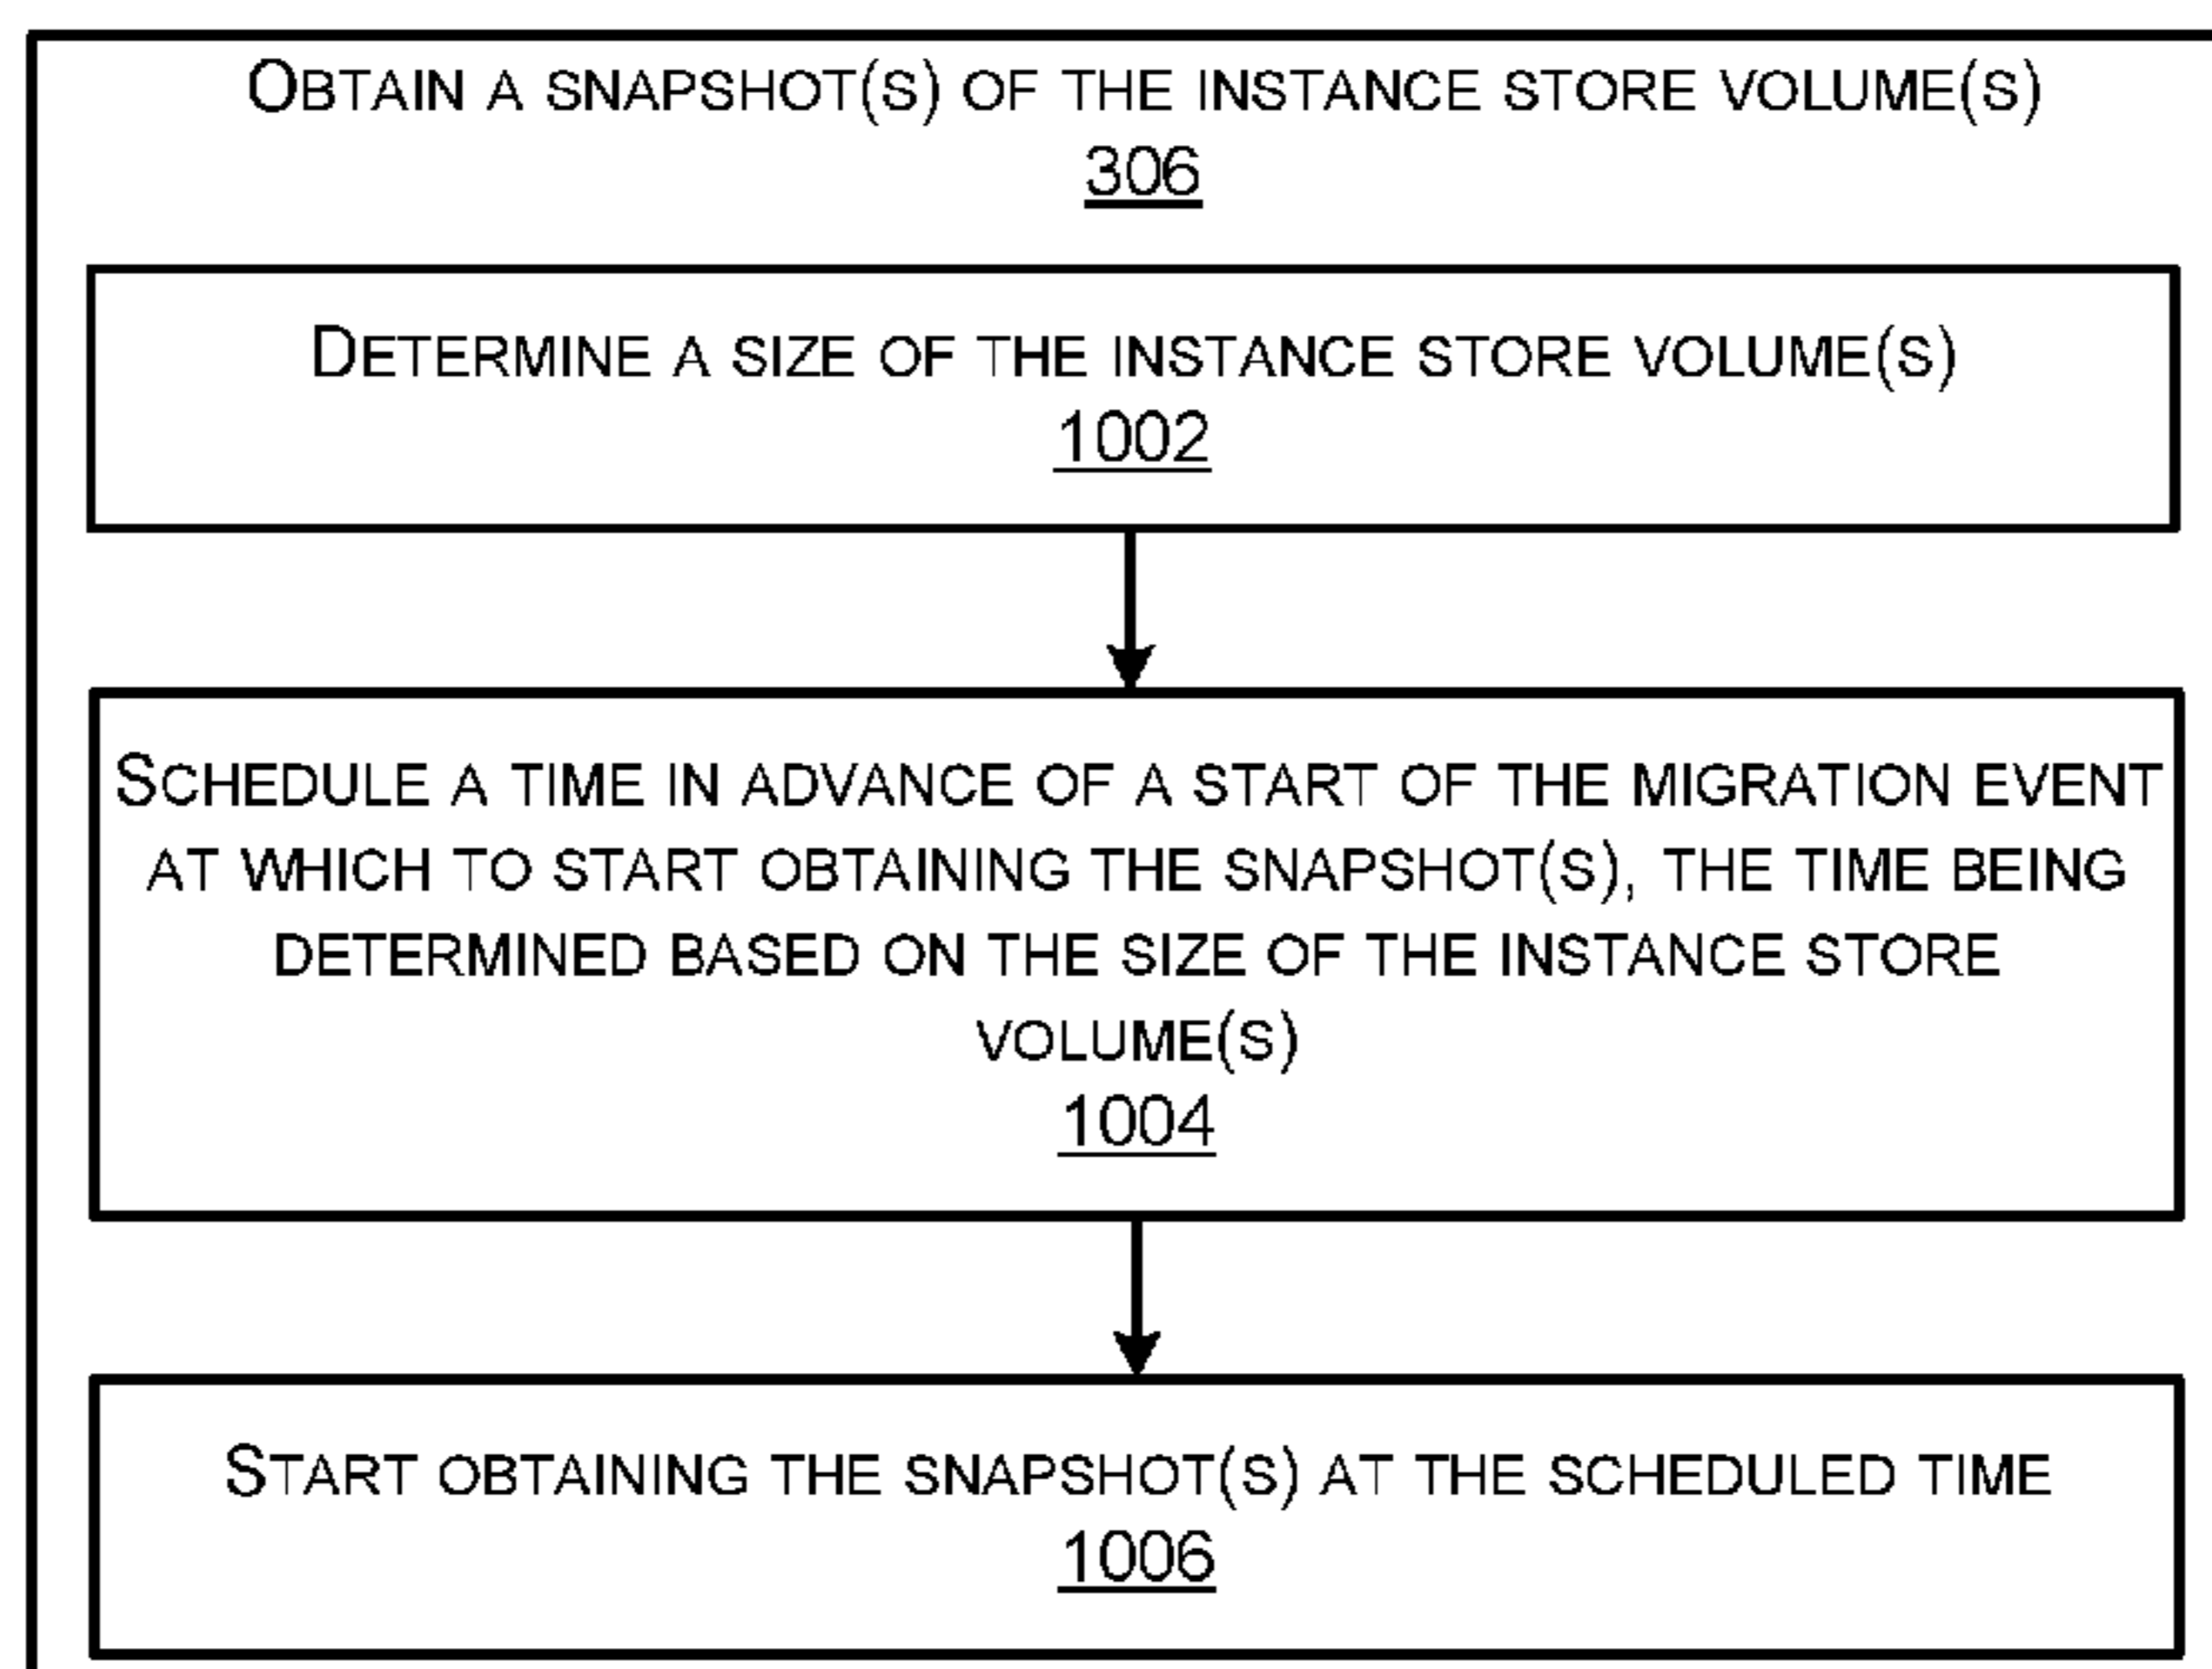 OBTAIN A SNAPSHOT(S) OF THE INSTANCE STORE VOLUME(S)
306
DETERMINE A SIZE OF THE INSTANCE STORE VOLUME(S)
1002
SCHEDULE A TIME IN ADVANCE OF A START OF THE MIGRATION EVENT
AT WHICH TO START OBTAINING THE SNAPSHOT(S), THE TIME BEING
DETERMINED BASED ON THE SIZE OF THE INSTANCE STORE
VOLUME(S)
1004
START OBTAINING THE SNAPSHOT(S) AT THE SCHEDULED TIME
1006